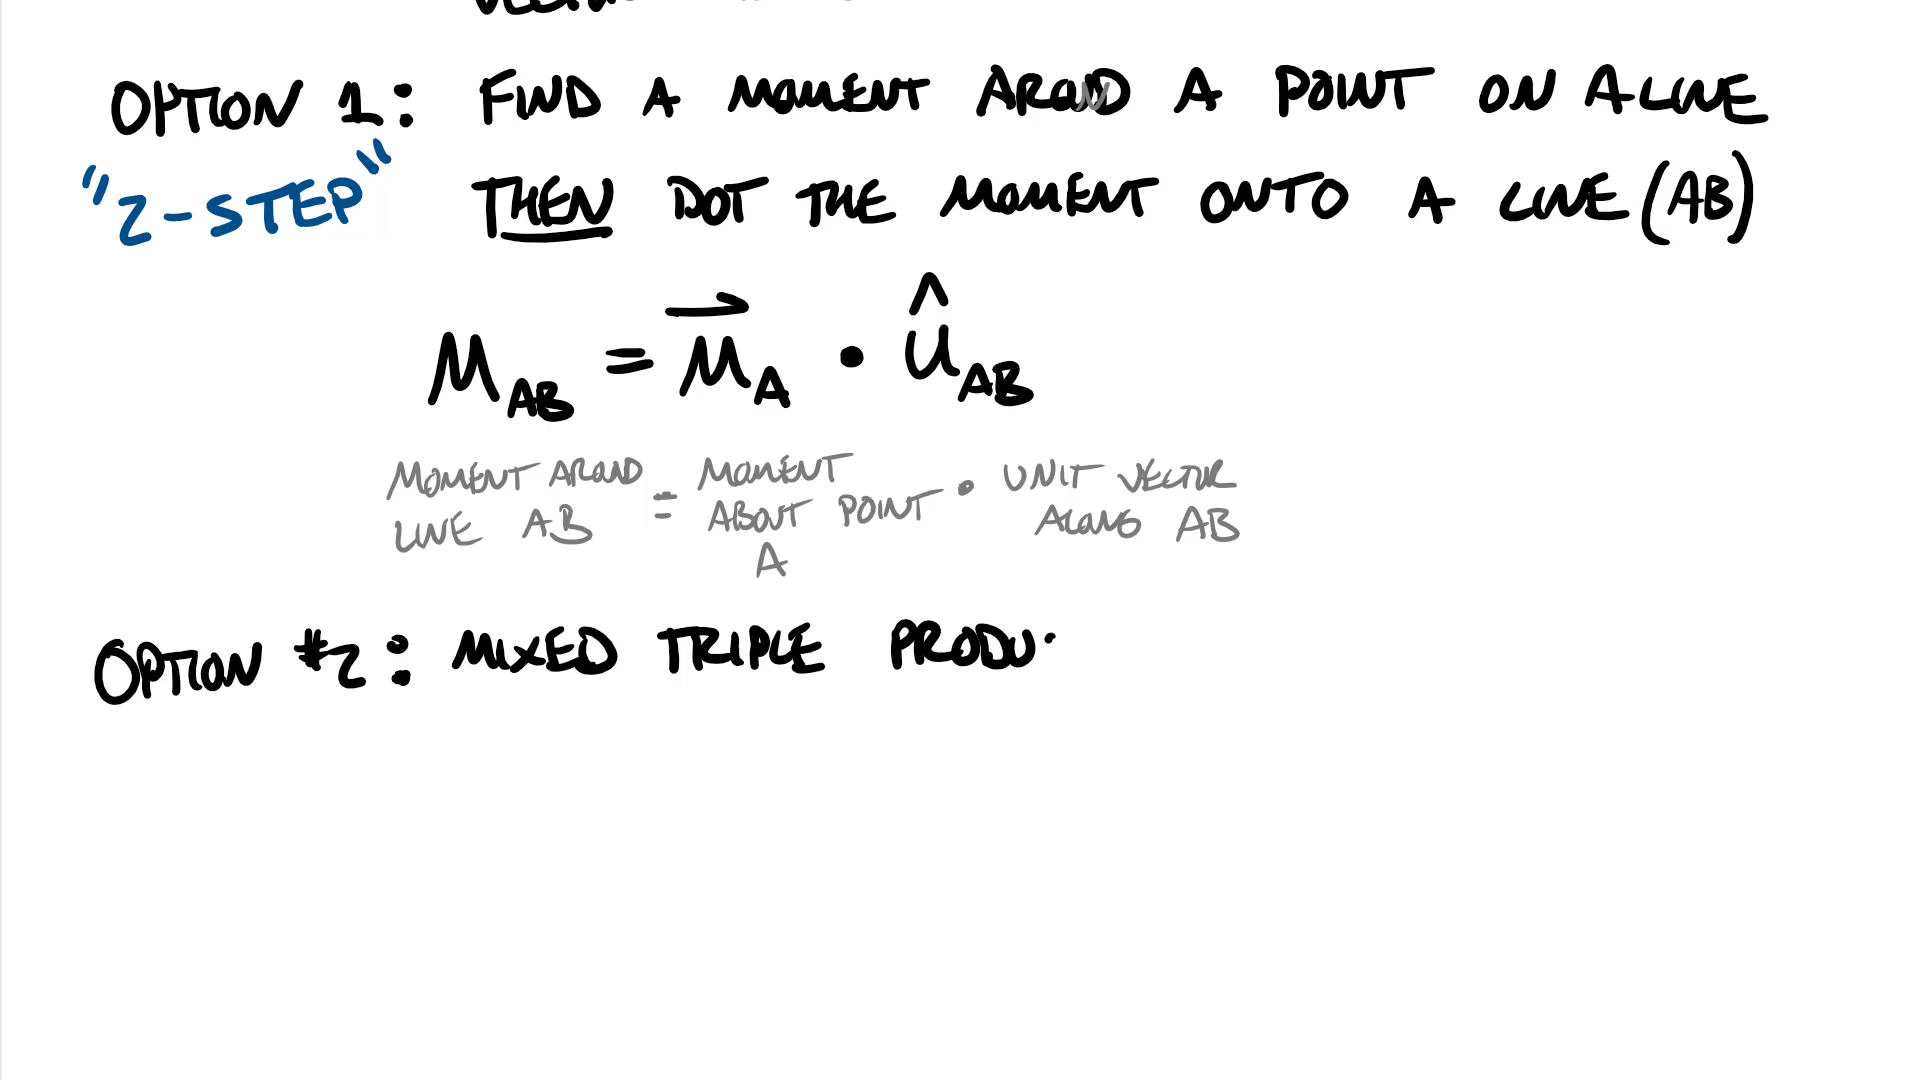 OPTION 1: FIND A MOMENT AROUND A POINT ON A LINE
"2-STEP" THEN DOT THE MOMENT ONTO A LINE (AB)
M_AB = M⃗_A • û_AB
MOMENT AROUND = MOMENT • UNIT VECTOR
LINE AB ABOUT POINT ALONG AB
A
OPTION #2: MIXED TRIPLE PRODU